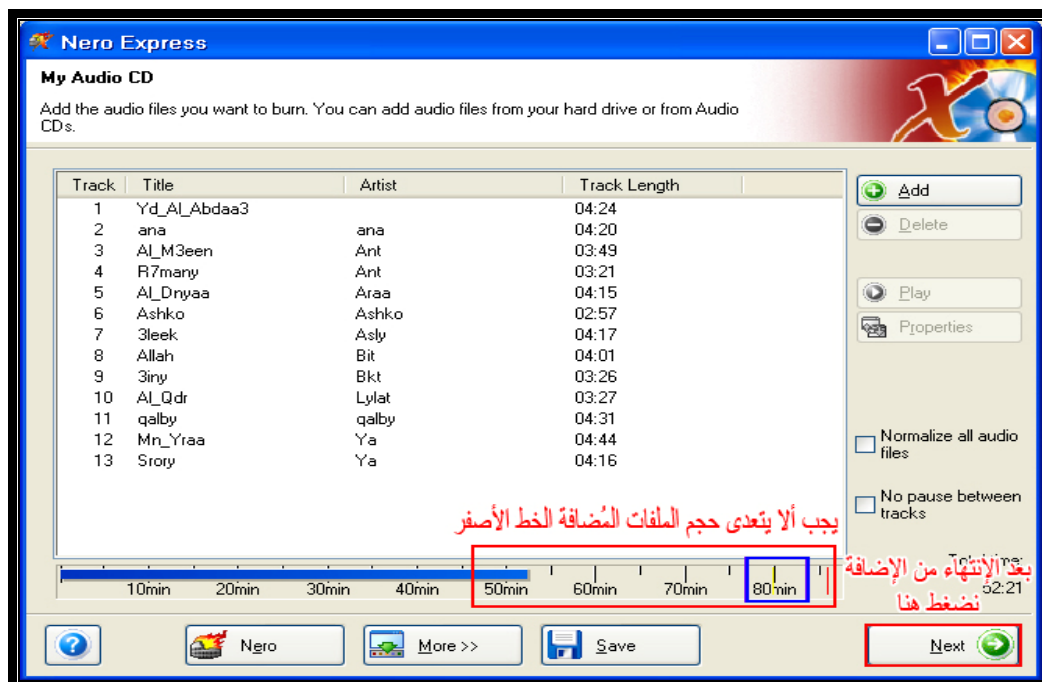 Nero Express
My Audio CD
Add the audio files you want to burn. You can add audio files from your hard drive or from Audio
CDs.
Track Title Artist Track Length
1 Yd_Al_Abdaa3 04:24
2 ana ana 04:20
3 Al_M3een Ant 03:49
4 R7many Ant 03:21
5 Al_Dnyaa Araa 04:15
6 Ashko Ashko 02:57
7 3leek Asly 04:17
8 Allah Bit 04:01
9 3iny Bkt 03:26
10 Al_Qdr Lylat 03:27
11 qalby qalby 04:31
12 Mn_Yraa Ya 04:44
13 Srory Ya 04:16
Add
Delete
Play
Properties
Normalize all audio
files
No pause between
tracks
يجب ألا يتعدى حجم الملفات المُضافة الخط الأصفر
Total time:
52:21
بعد الإنتهاء من الإضافة
نضغط هنا
10min 20min 30min 40min 50min 60min 70min 80min
Nero More >> Save Next